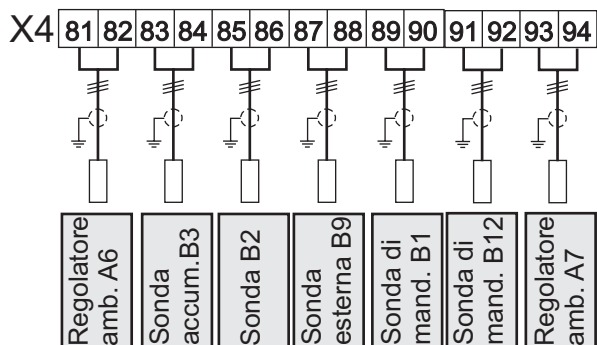 X4 81 82 83 84 85 86 87 88 89 90 91 92 93 94
Regolatore
amb. A6
Sonda
accum.B3
Sonda B2
Sonda
esterna B9
Sonda di
mand. B1
Sonda di
mand. B12
Regolatore
amb. A7